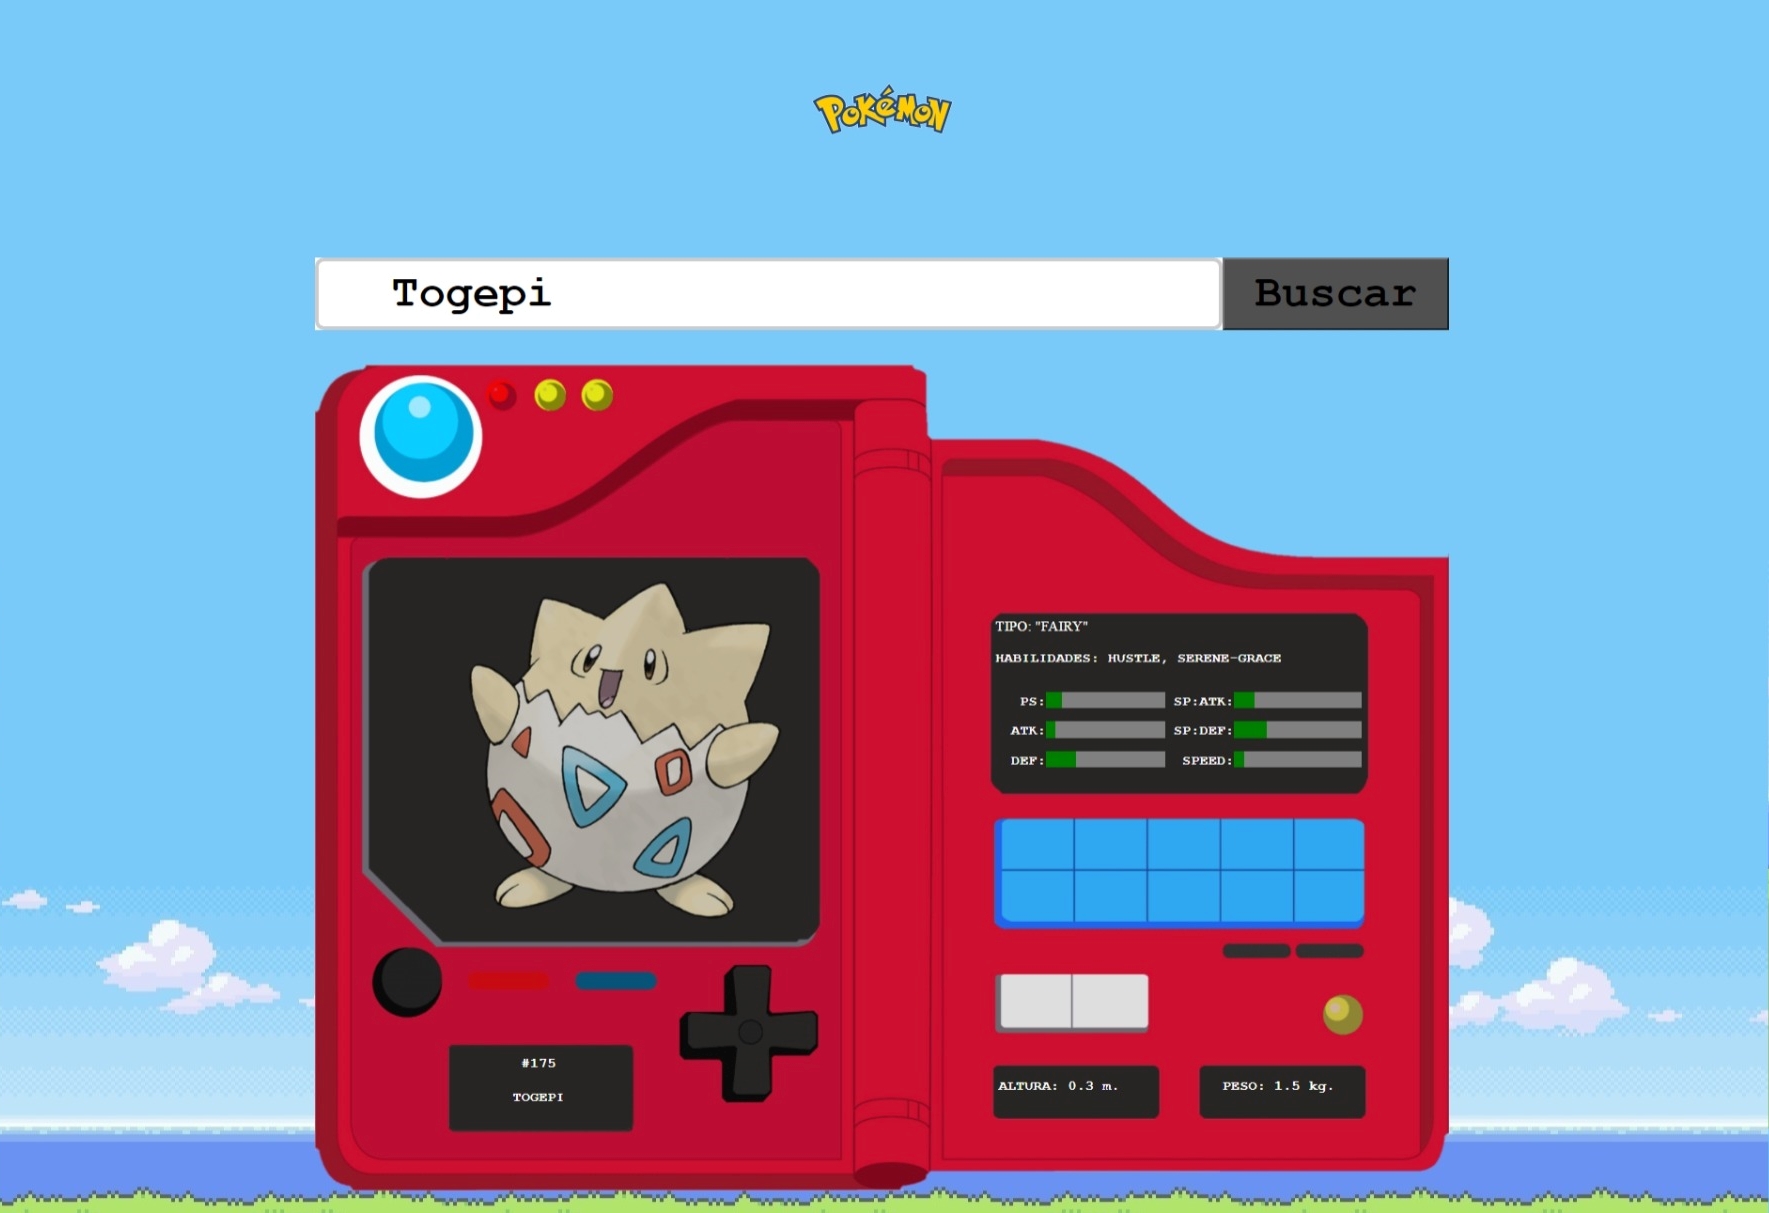 POKéMON
Togepi
Buscar
TIPO: "FAIRY"
HABILIDADES: HUSTLE, SERENE-GRACE
PS: SP:ATK:
ATK: SP:DEF:
DEF: SPEED:
#175
TOGEPI
ALTURA: 0.3 m. PESO: 1.5 kg.